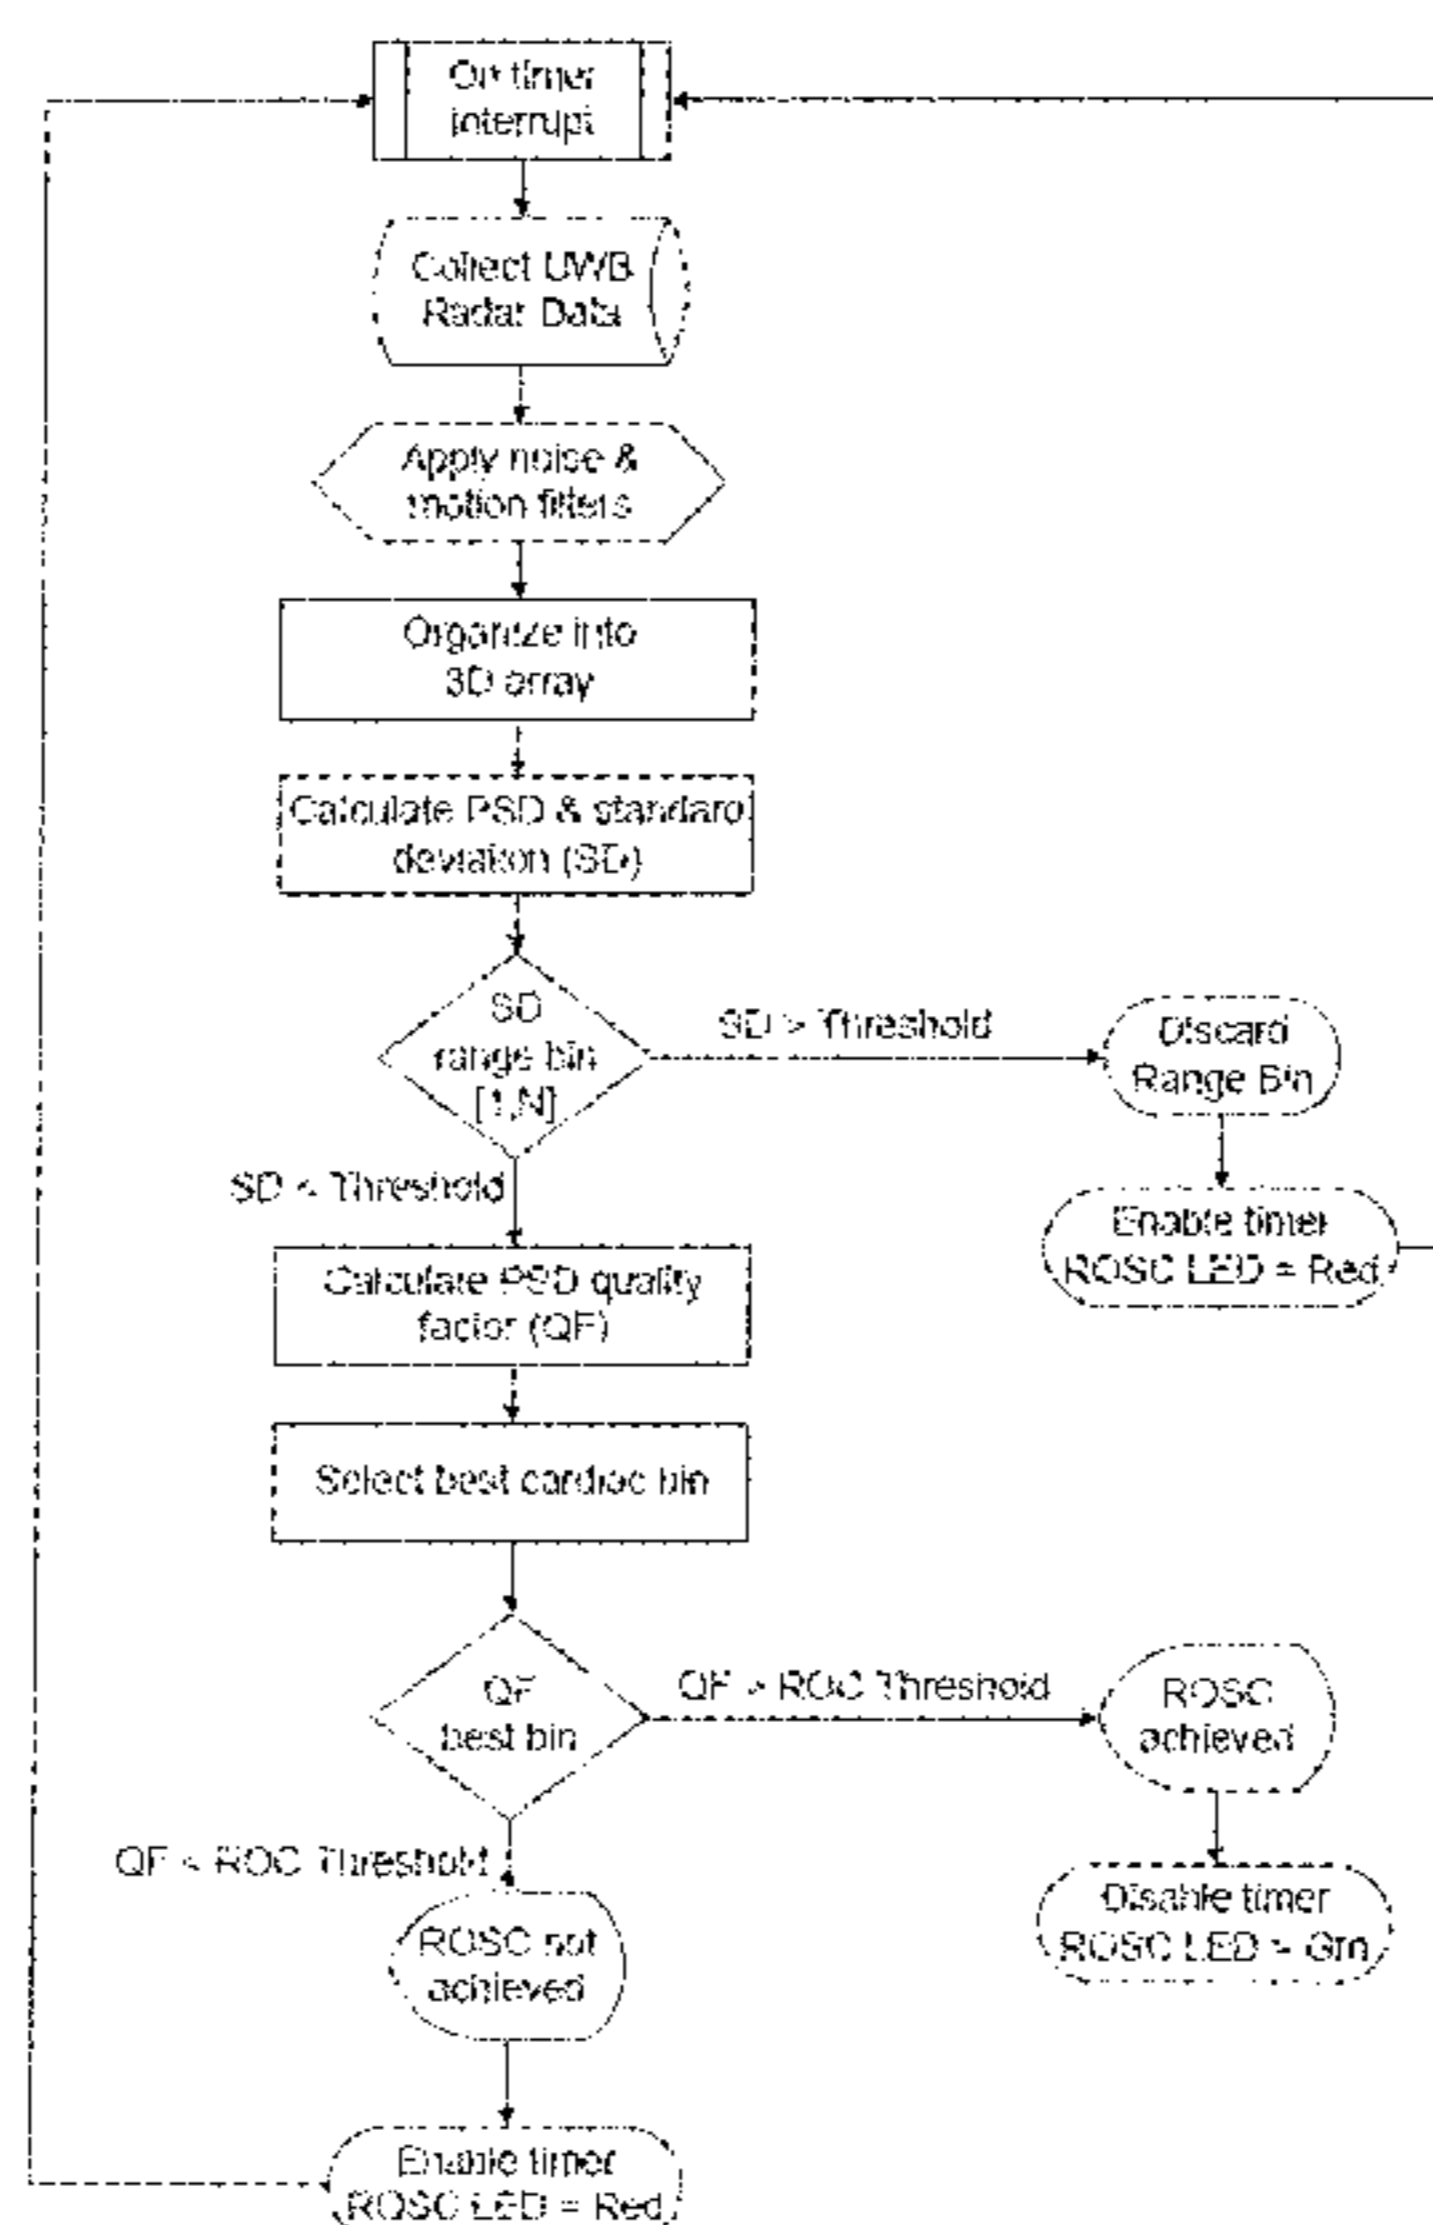 On timer
interrupt
Collect UWB
Radar Data
Apply noise &
motion filters
Organize into
3D array
Calculate PSD & standard
deviation (SD)
SD
range bin
[1,N]
SD > Threshold
Discard
Range Bin
SD < Threshold
Enable timer
ROSC LED = Red
Calculate PSD quality
factor (QF)
Select best cardiac bin
QF
best bin
QF > ROC Threshold
ROSC
achieved
QF < ROC Threshold
Disable timer
ROSC LED = Grn
ROSC not
achieved
Enable timer
ROSC LED = Red